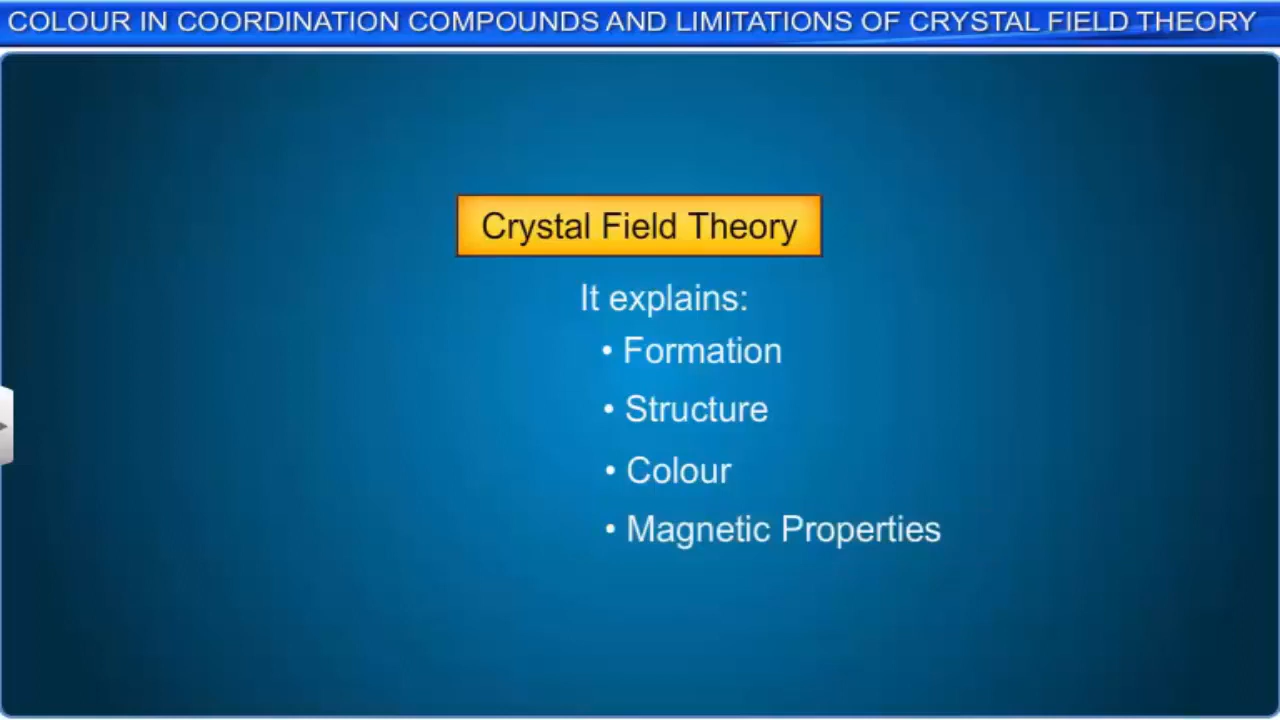 COLOUR IN COORDINATION COMPOUNDS AND LIMITATIONS OF CRYSTAL FIELD THEORY
Crystal Field Theory
It explains:
• Formation
• Structure
• Colour
• Magnetic Properties